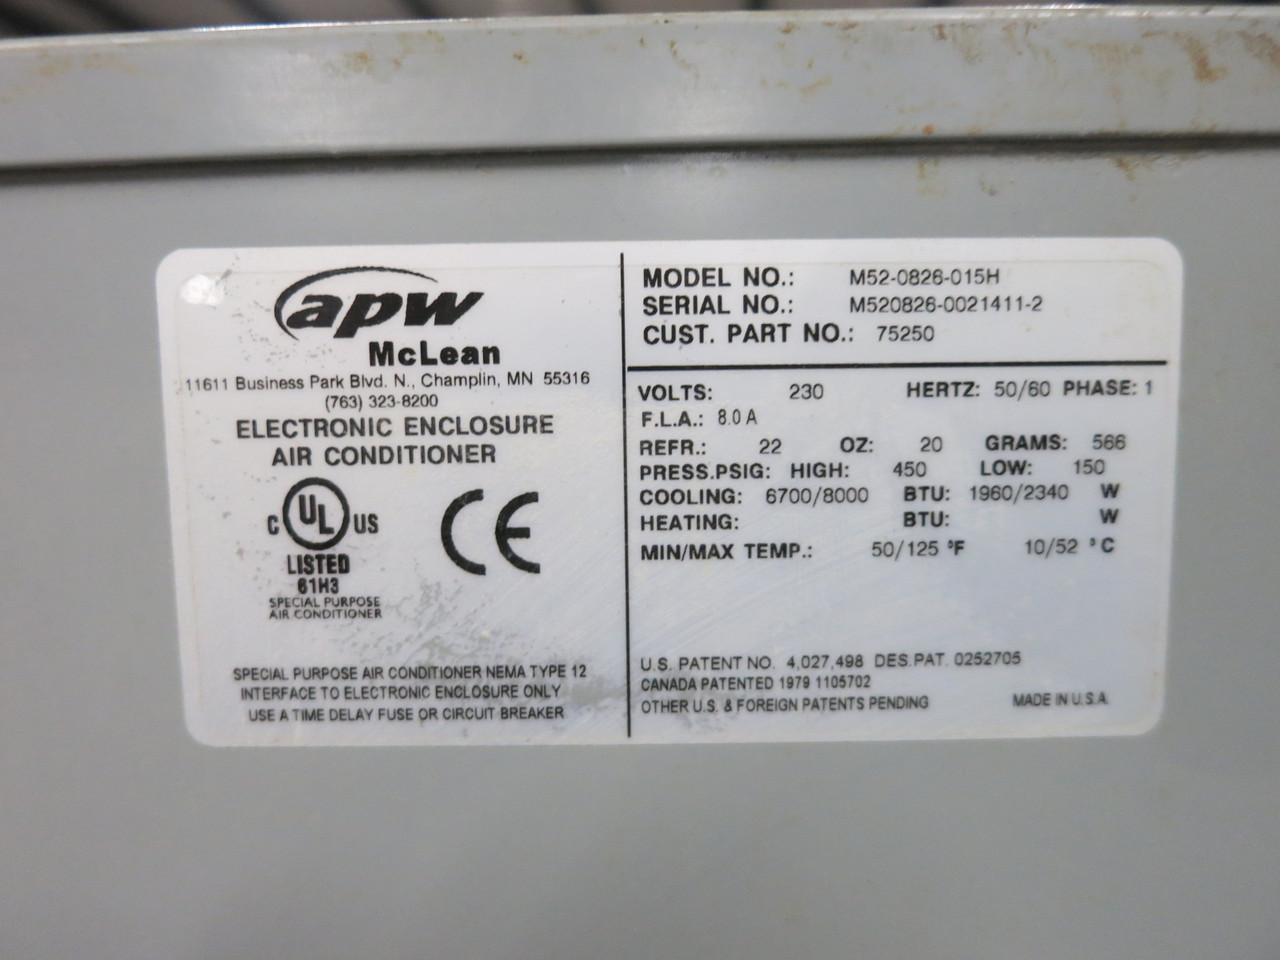 apw
McLean
11611 Business Park Blvd. N., Champlin, MN 55316
(763) 323-8200
ELECTRONIC ENCLOSURE
AIR CONDITIONER
C UL US
LISTED
61H3
SPECIAL PURPOSE
AIR CONDITIONER
CE
SPECIAL PURPOSE AIR CONDITIONER NEMA TYPE 12
INTERFACE TO ELECTRONIC ENCLOSURE ONLY
USE A TIME DELAY FUSE OR CIRCUIT BREAKER
MODEL NO.: M52-0826-015H
SERIAL NO.: M520826-0021411-2
CUST. PART NO.: 75250
VOLTS: 230 HERTZ: 50/60 PHASE: 1
F.L.A.: 8.0 A
REFR.: 22 OZ: 20 GRAMS: 566
PRESS.PSIG: HIGH: 450 LOW: 150
COOLING: 6700/8000 BTU: 1960/2340 W
HEATING: BTU: W
MIN/MAX TEMP.: 50/125 °F 10/52 °C
U.S. PATENT NO. 4,027,498 DES.PAT. 0252705
CANADA PATENTED 1979 1105702
OTHER U.S. & FOREIGN PATENTS PENDING MADE IN U.S.A.